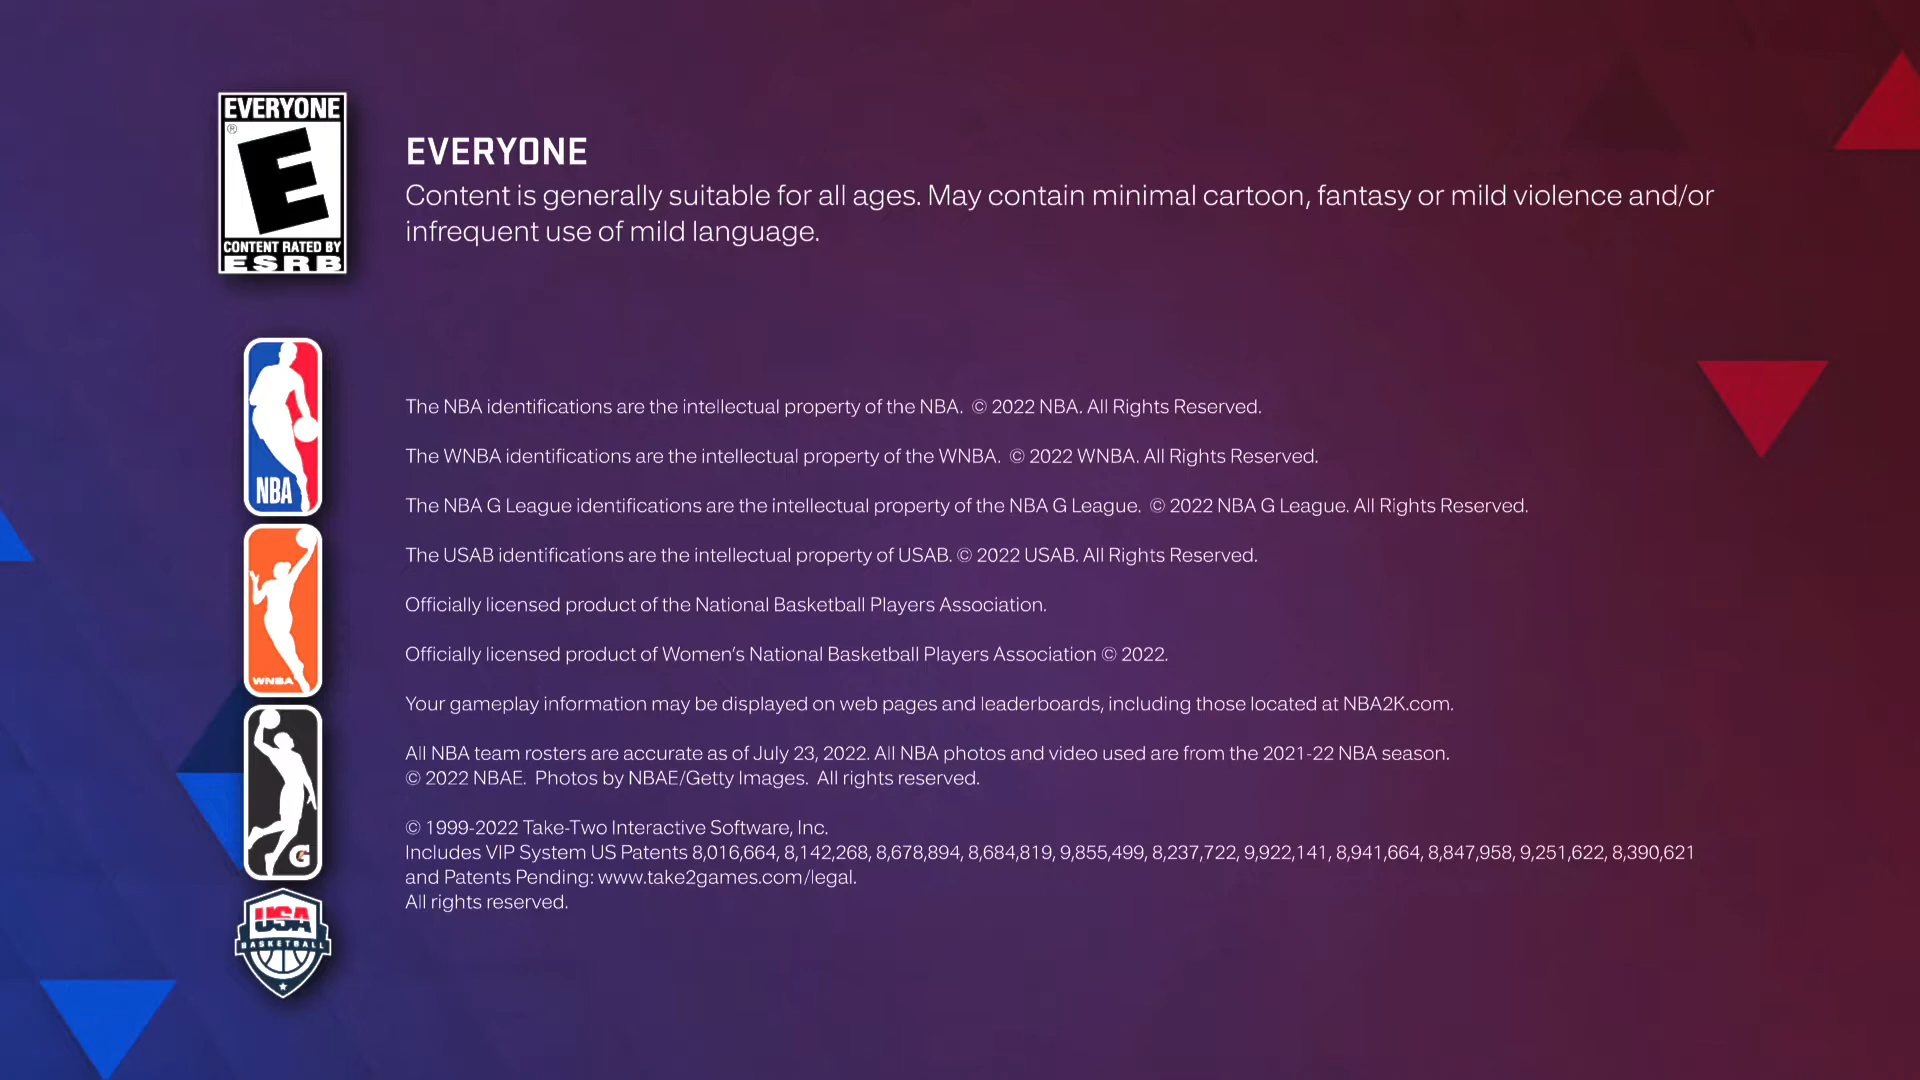 EVERYONE
®
E
CONTENT RATED BY
ESRB
EVERYONE
Content is generally suitable for all ages. May contain minimal cartoon, fantasy or mild violence and/or
infrequent use of mild language.
NBA
WNBA
G
USA
BASKETBALL
The NBA identifications are the intellectual property of the NBA.  © 2022 NBA. All Rights Reserved.
The WNBA identifications are the intellectual property of the WNBA.  © 2022 WNBA. All Rights Reserved.
The NBA G League identifications are the intellectual property of the NBA G League.  © 2022 NBA G League. All Rights Reserved.
The USAB identifications are the intellectual property of USAB. © 2022 USAB. All Rights Reserved.
Officially licensed product of the National Basketball Players Association.
Officially licensed product of Women’s National Basketball Players Association © 2022.
Your gameplay information may be displayed on web pages and leaderboards, including those located at NBA2K.com.
All NBA team rosters are accurate as of July 23, 2022. All NBA photos and video used are from the 2021-22 NBA season.
© 2022 NBAE.  Photos by NBAE/Getty Images.  All rights reserved.
© 1999-2022 Take-Two Interactive Software, Inc.
Includes VIP System US Patents 8,016,664, 8,142,268, 8,678,894, 8,684,819, 9,855,499, 8,237,722, 9,922,141, 8,941,664, 8,847,958, 9,251,622, 8,390,621
and Patents Pending: www.take2games.com/legal.
All rights reserved.